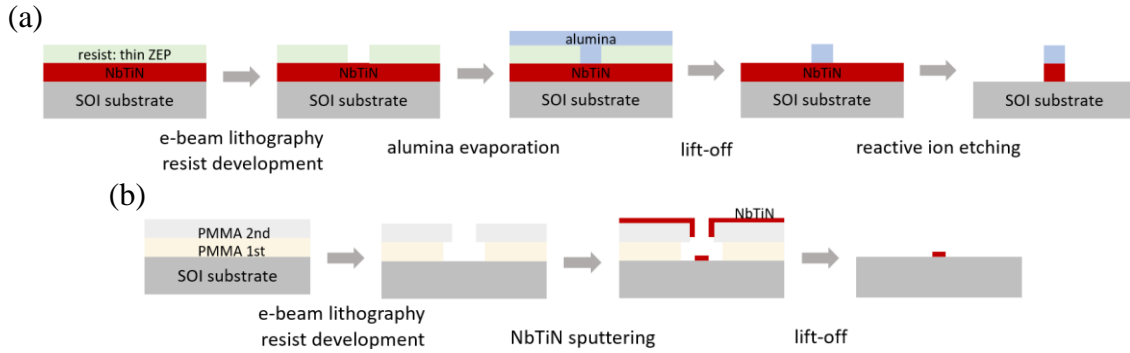 (a)
resist: thin ZEP
NbTiN
SOI substrate
NbTiN
SOI substrate
alumina
NbTiN
SOI substrate
NbTiN
SOI substrate
SOI substrate
e-beam lithography
resist development
alumina evaporation
lift-off
reactive ion etching
(b)
PMMA 2nd
PMMA 1st
SOI substrate
NbTiN
e-beam lithography
resist development
NbTiN sputtering
lift-off